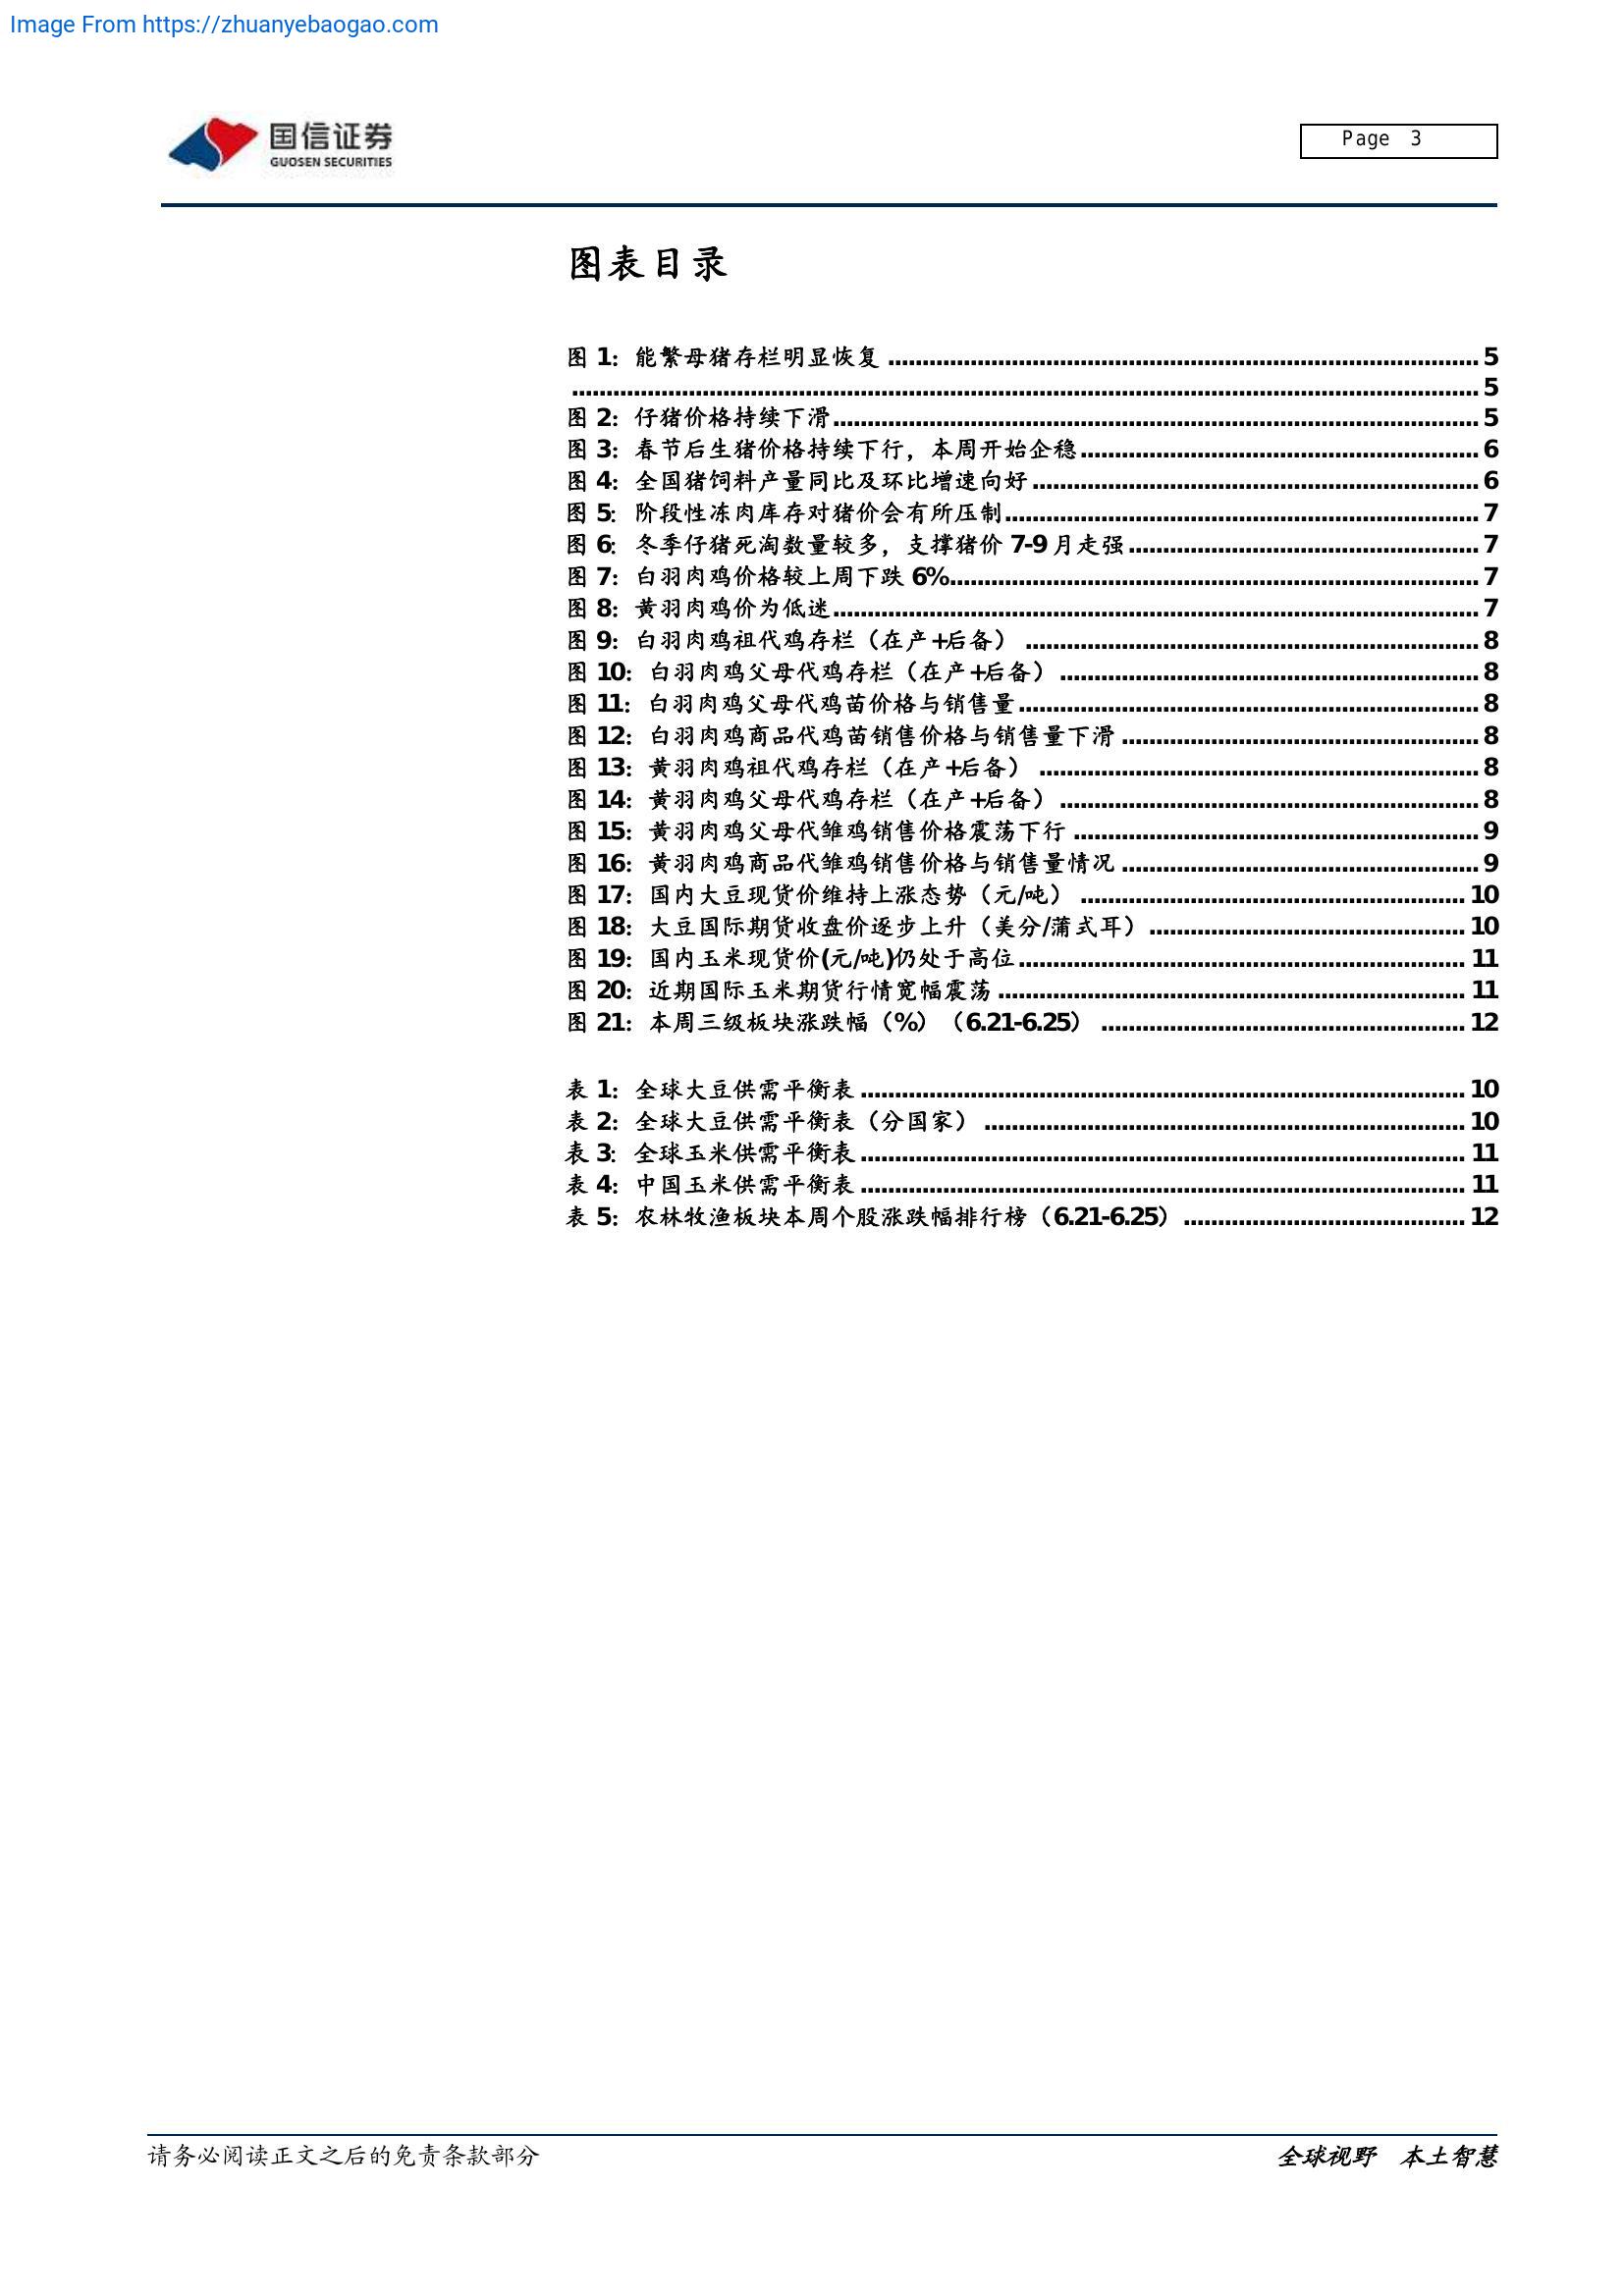 Image From https://zhuanyebaogao.com
国信证券
GUOSEN SECURITIES
Page 3
图表目录
图 1：能繁母猪存栏明显恢复 ........................................ 5
........................................ 5
图 2：仔猪价格持续下滑 ........................................ 5
图 3：春节后生猪价格持续下行，本周开始企稳 ........................................ 6
图 4：全国猪饲料产量同比及环比增速向好 ........................................ 6
图 5：阶段性冻肉库存对猪价会有所压制 ........................................ 7
图 6：冬季仔猪死淘数量较多，支撑猪价 7-9 月走强 ........................................ 7
图 7：白羽肉鸡价格较上周下跌 6% ........................................ 7
图 8：黄羽肉鸡价为低迷 ........................................ 7
图 9：白羽肉鸡祖代鸡存栏（在产+后备） ........................................ 8
图 10：白羽肉鸡父母代鸡存栏（在产+后备） ........................................ 8
图 11：白羽肉鸡父母代鸡苗价格与销售量 ........................................ 8
图 12：白羽肉鸡商品代鸡苗销售价格与销售量下滑 ........................................ 8
图 13：黄羽肉鸡祖代鸡存栏（在产+后备） ........................................ 8
图 14：黄羽肉鸡父母代鸡存栏（在产+后备） ........................................ 8
图 15：黄羽肉鸡父母代雏鸡销售价格震荡下行 ........................................ 9
图 16：黄羽肉鸡商品代雏鸡销售价格与销售量情况 ........................................ 9
图 17：国内大豆现货价维持上涨态势（元/吨） ........................................ 10
图 18：大豆国际期货收盘价逐步上升（美分/蒲式耳） ........................................ 10
图 19：国内玉米现货价(元/吨)仍处于高位 ........................................ 11
图 20：近期国际玉米期货行情宽幅震荡 ........................................ 11
图 21：本周三级板块涨跌幅（%）（6.21-6.25） ........................................ 12
表 1：全球大豆供需平衡表 ........................................ 10
表 2：全球大豆供需平衡表（分国家） ........................................ 10
表 3：全球玉米供需平衡表 ........................................ 11
表 4：中国玉米供需平衡表 ........................................ 11
表 5：农林牧渔板块本周个股涨跌幅排行榜（6.21-6.25） ........................................ 12
请务必阅读正文之后的免责条款部分
全球视野 本土智慧